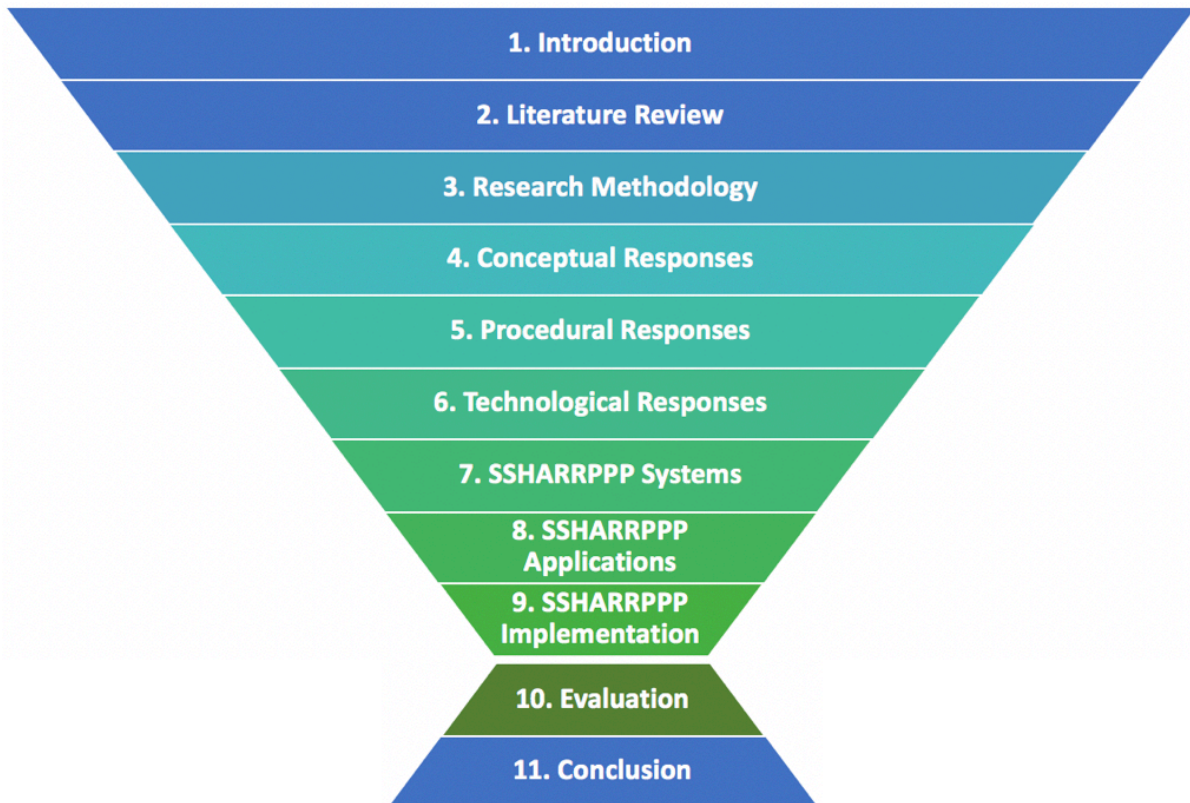 1. Introduction
2. Literature Review
3. Research Methodology
4. Conceptual Responses
5. Procedural Responses
6. Technological Responses
7. SSHARRPPP Systems
8. SSHARRPPP
Applications
9. SSHARRPPP
Implementation
10. Evaluation
11. Conclusion